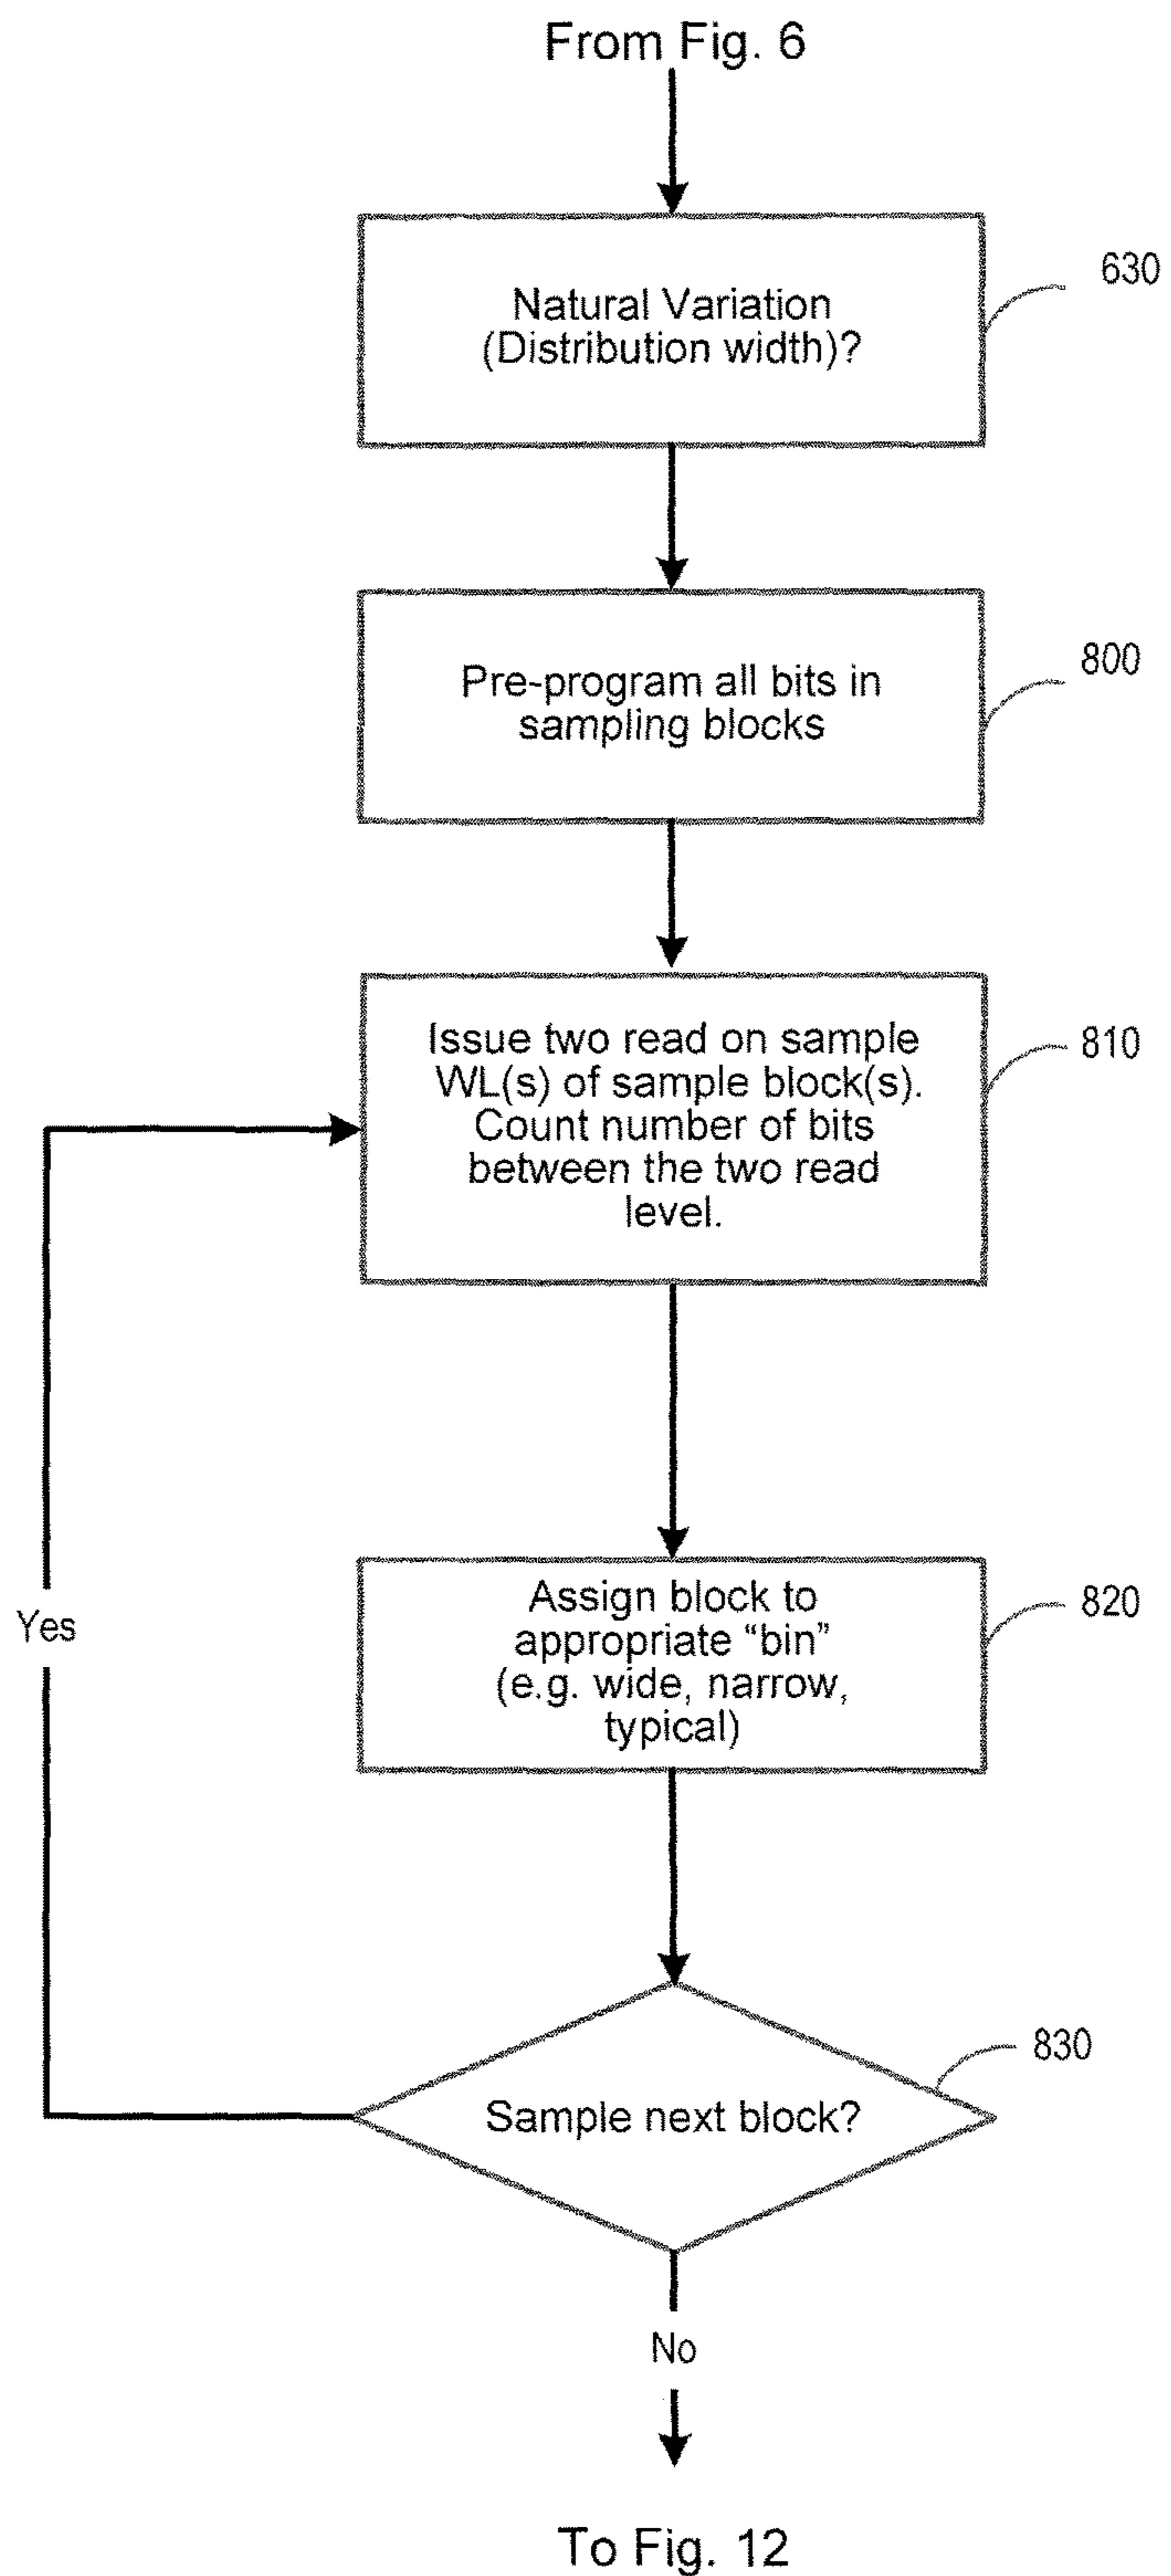 From Fig. 6
Natural Variation
(Distribution width)?
630
Pre-program all bits in
sampling blocks
800
Issue two read on sample
WL(s) of sample block(s).
Count number of bits
between the two read
level.
810
Assign block to
appropriate “bin”
(e.g. wide, narrow,
typical)
820
Yes
Sample next block?
830
No
To Fig. 12